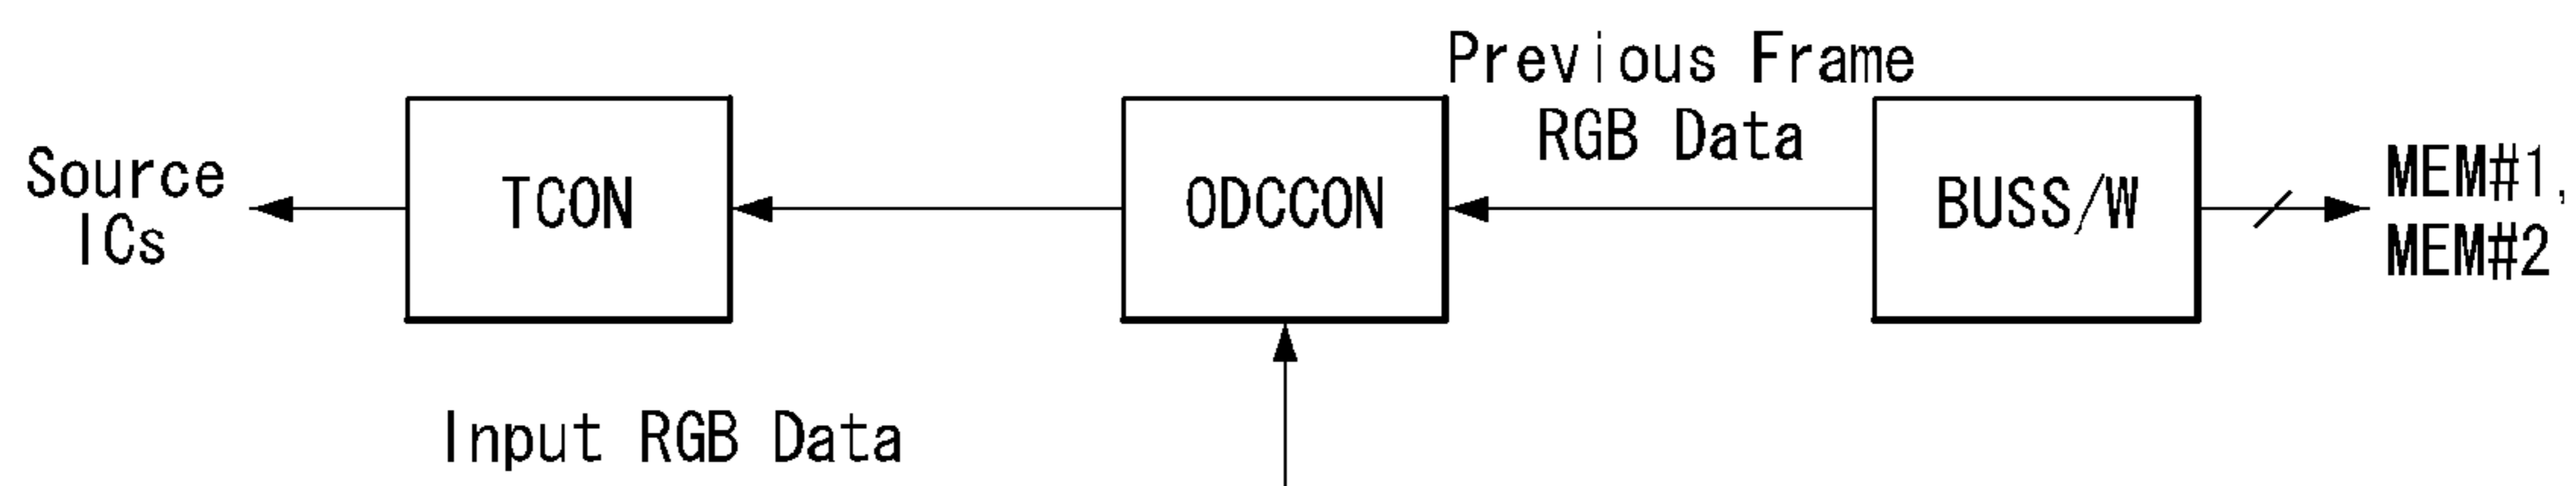 Previous Frame
RGB Data
Source
ICs
TCON
ODCCON
BUSS/W
MEM#1,
MEM#2
Input RGB Data